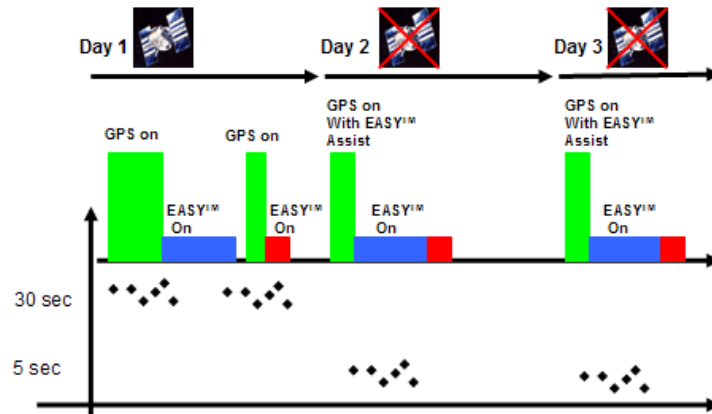 Day 1
Day 2
Day 3
GPS on
GPS on
GPS on
With EASY™
Assist
GPS on
With EASY™
Assist
EASY™
On
EASY™
On
EASY™
On
EASY™
On
30 sec
5 sec